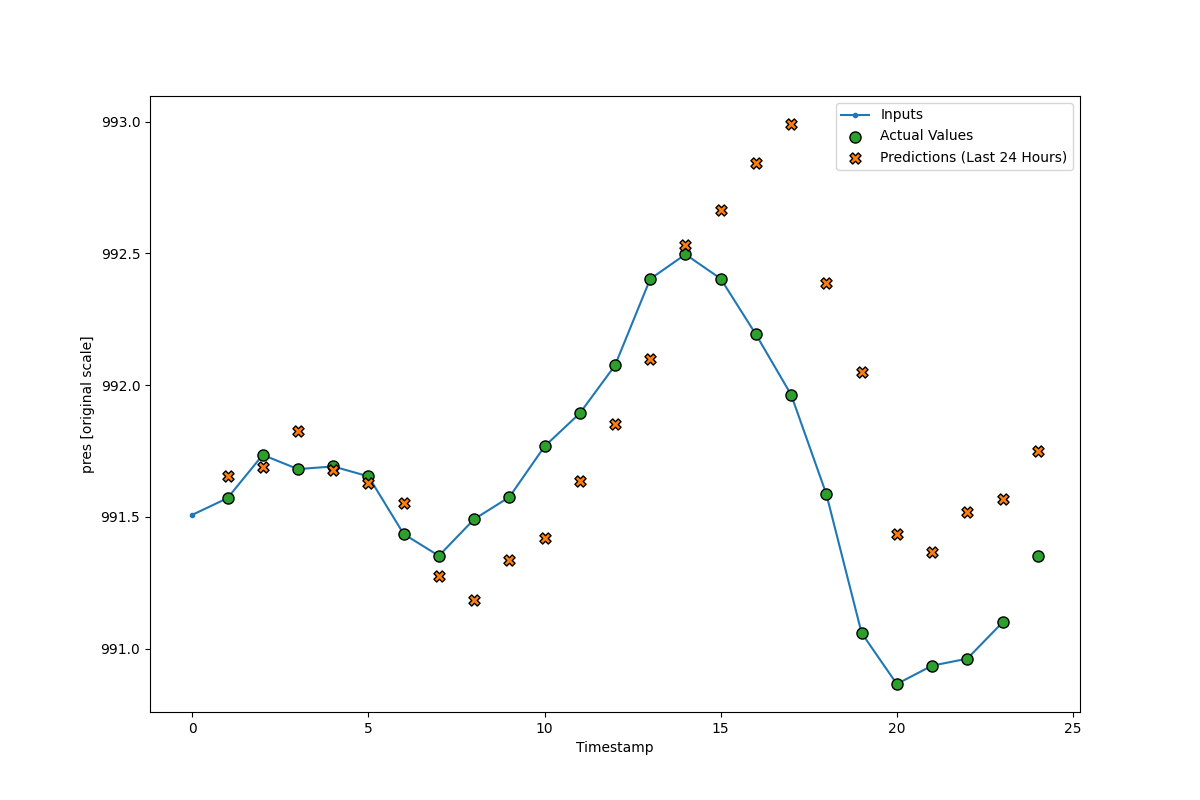 Inputs
Actual Values
Predictions (Last 24 Hours)
993.0
992.5
992.0
991.5
991.0
pres [original scale]
0 5 10 15 20 25
Timestamp